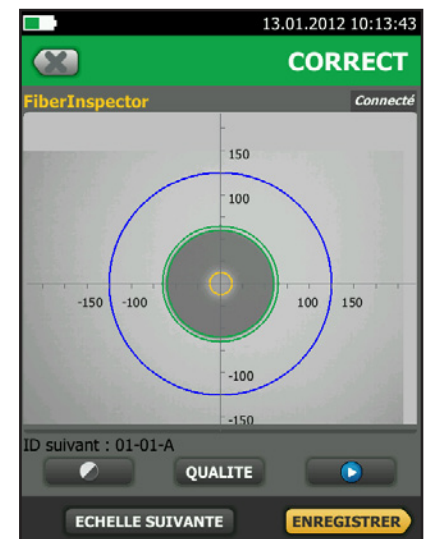 13.01.2012 10:13:43
CORRECT
FiberInspector Connecté
150
100
-150 -100 100 150
-100
-150
ID suivant : 01-01-A
QUALITE
ECHELLE SUIVANTE ENREGISTRER